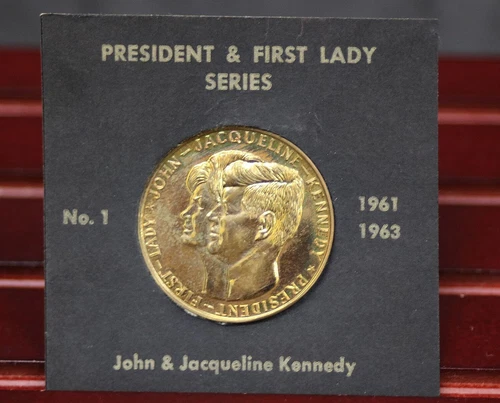 PRESIDENT & FIRST LADY
SERIES
No. 1
FIRST-LADY★JOHN-JACQUELINE-KENNEDY★PRESIDENT-
1961
1963
John & Jacqueline Kennedy